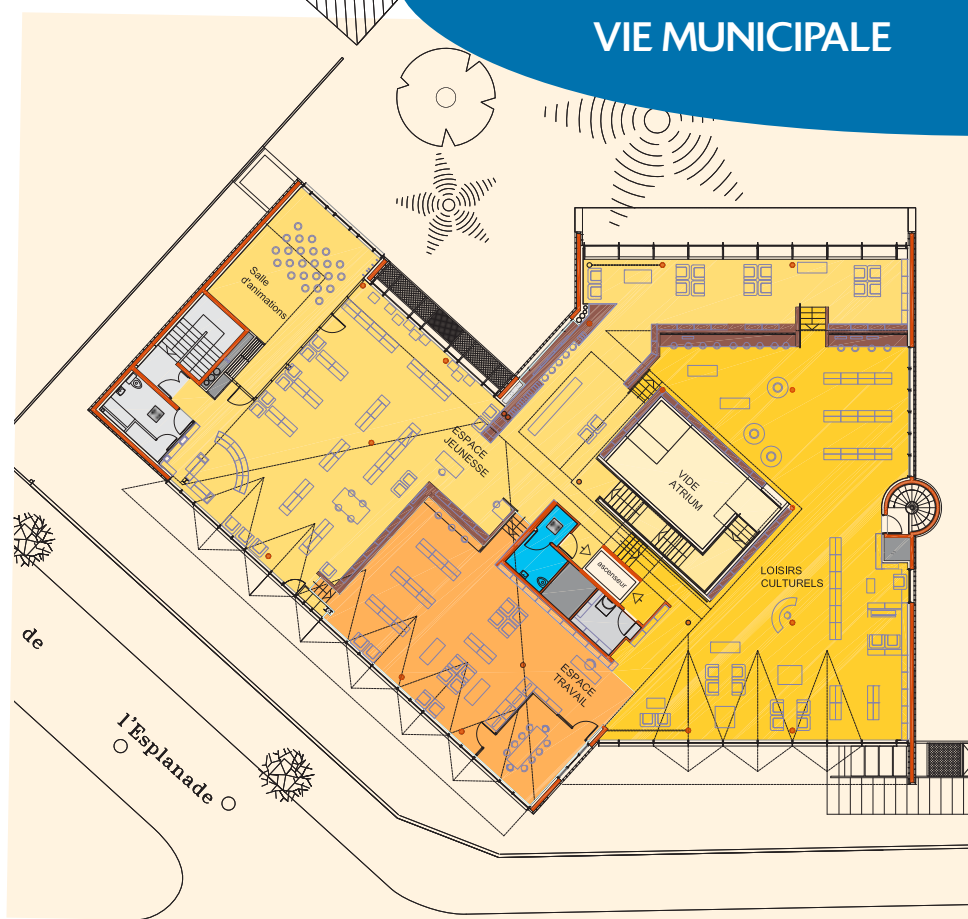 VIE MUNICIPALE
Salle
d'animations
ESPACE
JEUNESSE
VIDE
ATRIUM
ascenseur
LOISIRS
CULTURELS
ESPACE
TRAVAIL
de
l'Esplanade